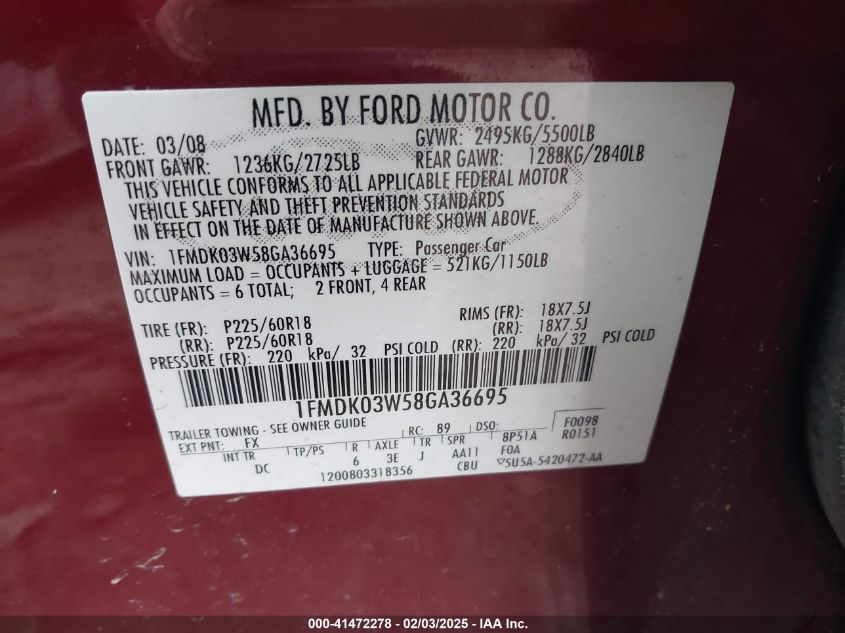 MFD. BY FORD MOTOR CO.
DATE: 03/08 GVWR: 2495KG/5500LB
FRONT GAWR: 1236KG/2725LB REAR GAWR: 1288KG/2840LB
THIS VEHICLE CONFORMS TO ALL APPLICABLE FEDERAL MOTOR
VEHICLE SAFETY AND THEFT PREVENTION STANDARDS
IN EFFECT ON THE DATE OF MANUFACTURE SHOWN ABOVE.
VIN: 1FMDK03W58GA36695 TYPE: Passenger Car
MAXIMUM LOAD = OCCUPANTS + LUGGAGE = 521KG/1150LB
OCCUPANTS = 6 TOTAL; 2 FRONT, 4 REAR
TIRE (FR): P225/60R18 RIMS (FR): 18X7.5J
(RR): P225/60R18 (RR): 18X7.5J
PRESSURE (FR): 220 kPa/ 32 PSI COLD (RR): 220 kPa/ 32 PSI COLD
1FMDK03W58GA36695
TRAILER TOWING - SEE OWNER GUIDE RC: 89 DSO: F0098
EXT PNT: FX 8P51A R0151
INT TR TP/PS R AXLE TR SPR F0A
DC 6 3E J AA11
CBU 5U5A-5420472-AA
1200803318356
000-41472278 - 02/03/2025 - IAA Inc.